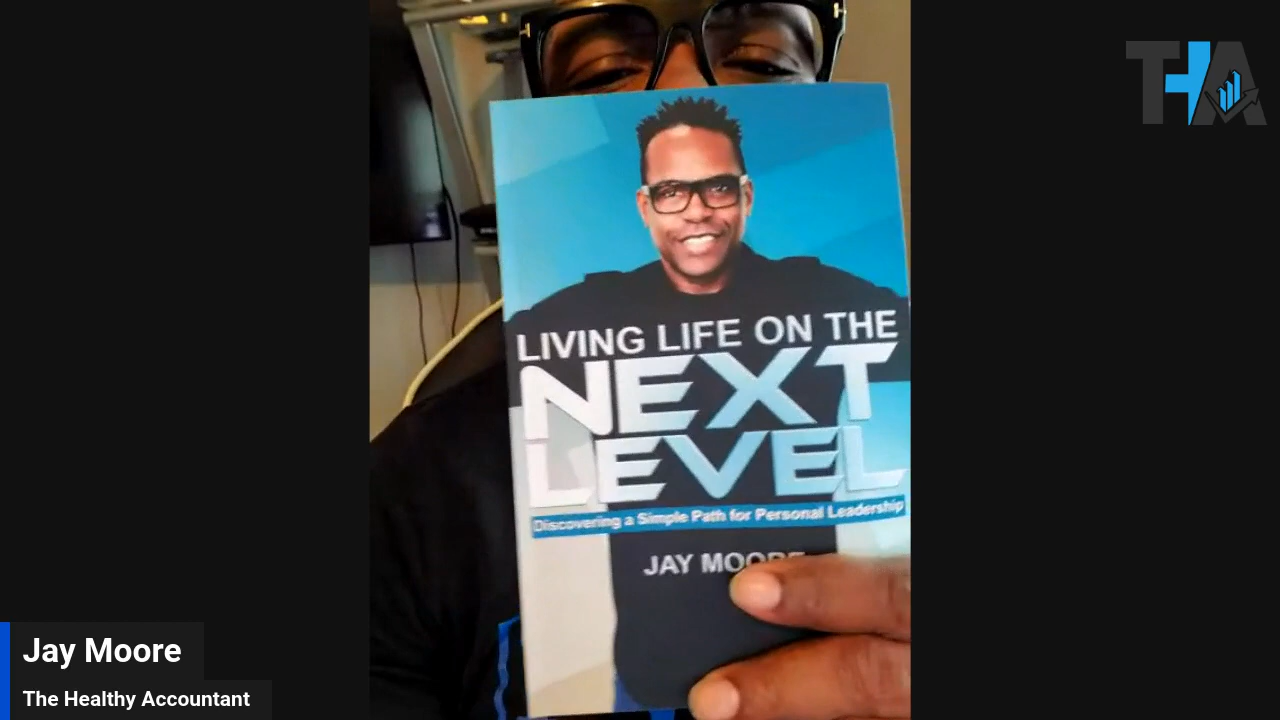 THA
LIVING LIFE ON THE
NEXT
LEVEL
Discovering a Simple Path for Personal Leadership
JAY MOORE
Jay Moore
The Healthy Accountant